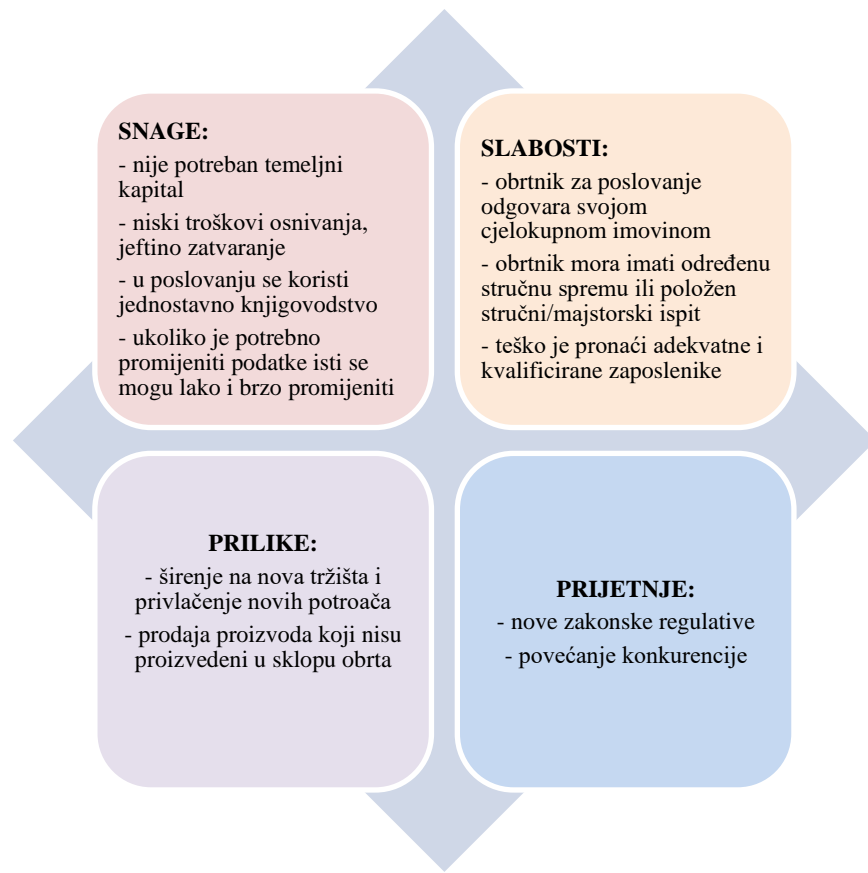 SNAGE:
- nije potreban temeljni
kapital
- niski troškovi osnivanja,
jeftino zatvaranje
- u poslovanju se koristi
jednostavno knjigovodstvo
- ukoliko je potrebno
promijeniti podatke isti se
mogu lako i brzo promijeniti
SLABOSTI:
- obrtnik za poslovanje
odgovara svojom
cjelokupnom imovinom
- obrtnik mora imati određenu
stručnu spremu ili položen
stručni/majstorski ispit
- teško je pronaći adekvatne i
kvalificirane zaposlenike
PRILIKE:
- širenje na nova tržišta i
privlačenje novih potroača
- prodaja proizvoda koji nisu
proizvedeni u sklopu obrta
PRIJETNJE:
- nove zakonske regulative
- povećanje konkurencije